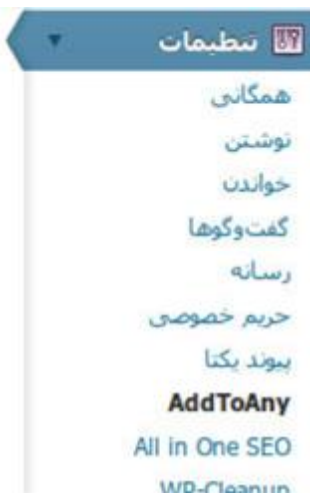 تنظیمات
همگانی
نوشتن
خواندن
گفت‌وگوها
رسانه
حریم خصوصی
پیوند یکتا
AddToAny
All in One SEO
WP-Cleanup